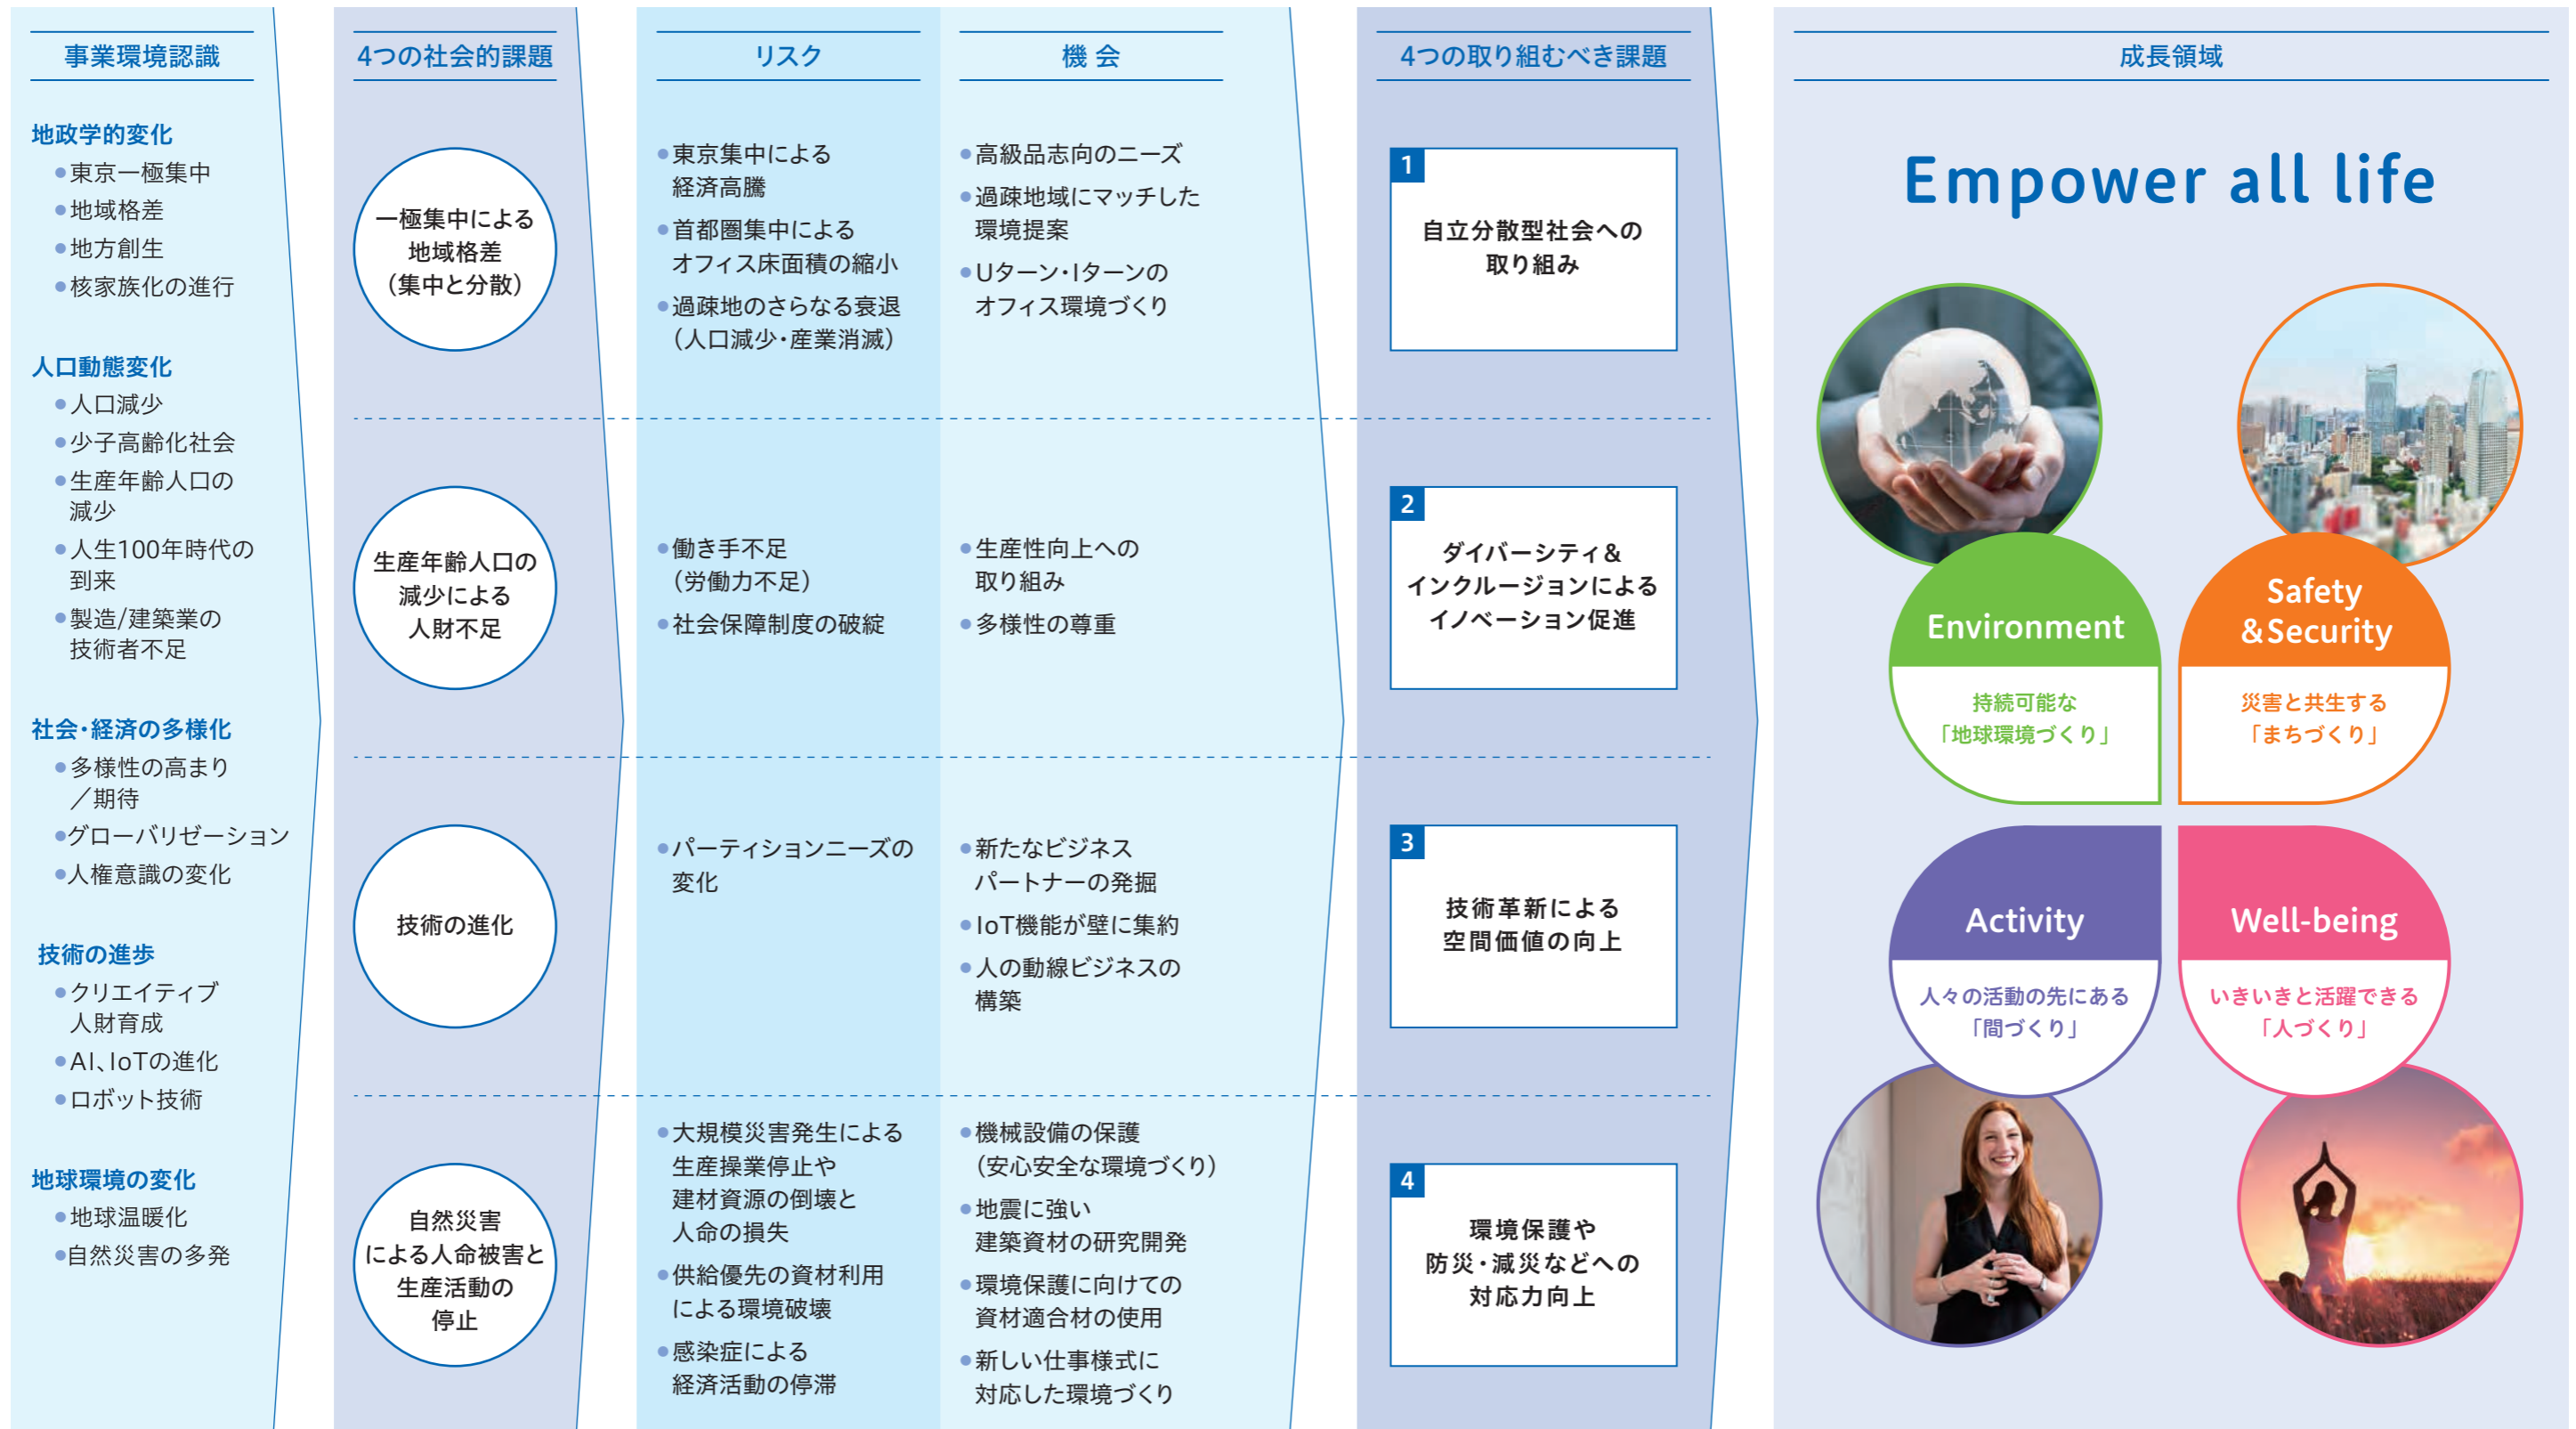 事業環境認識
地政学的変化
●東京一極集中
●地域格差
●地方創生
●核家族化の進行
人口動態変化
●人口減少
●少子高齢化社会
●生産年齢人口の
減少
●人生100年時代の
到来
●製造/建築業の
技術者不足
社会・経済の多様化
●多様性の高まり
／期待
●グローバリゼーション
●人権意識の変化
技術の進歩
●クリエイティブ
人財育成
●AI、IoTの進化
●ロボット技術
地球環境の変化
●地球温暖化
●自然災害の多発
4つの社会的課題
一極集中による
地域格差
（集中と分散）
生産年齢人口の
減少による
人財不足
技術の進化
自然災害
による人命被害と
生産活動の
停止
リスク
●東京集中による
経済高騰
●首都圏集中による
オフィス床面積の縮小
●過疎地のさらなる衰退
（人口減少・産業消滅）
●働き手不足
（労働力不足）
●社会保障制度の破綻
●パーティションニーズの
変化
●大規模災害発生による
生産操業停止や
建材資源の倒壊と
人命の損失
●供給優先の資材利用
による環境破壊
●感染症による
経済活動の停滞
機会
●高級品志向のニーズ
●過疎地域にマッチした
環境提案
●Uターン・Iターンの
オフィス環境づくり
●生産性向上への
取り組み
●多様性の尊重
●新たなビジネス
パートナーの発掘
●IoT機能が壁に集約
●人の動線ビジネスの
構築
●機械設備の保護
（安心安全な環境づくり）
●地震に強い
建築資材の研究開発
●環境保護に向けての
資材適合材の使用
●新しい仕事様式に
対応した環境づくり
4つの取り組むべき課題
1
自立分散型社会への
取り組み
2
ダイバーシティ＆
インクルージョンによる
イノベーション促進
3
技術革新による
空間価値の向上
4
環境保護や
防災・減災などへの
対応力向上
成長領域
Empower all life
Environment
持続可能な
「地球環境づくり」
Safety
&Security
災害と共生する
「まちづくり」
Activity
人々の活動の先にある
「間づくり」
Well-being
いきいきと活躍できる
「人づくり」